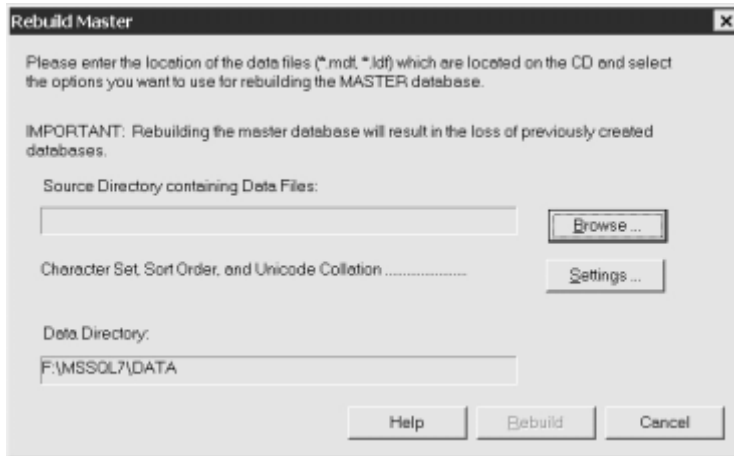 Rebuild Master
Please enter the location of the data files (*.mdf, *.ldf) which are located on the CD and select
the options you want to use for rebuilding the MASTER database.
IMPORTANT: Rebuilding the master database will result in the loss of previously created
databases.
Source Directory containing Data Files:
Browse ...
Character Set, Sort Order, and Unicode Collation ....................
Settings ...
Data Directory:
F:\MSSQL7\DATA
Help Rebuild Cancel